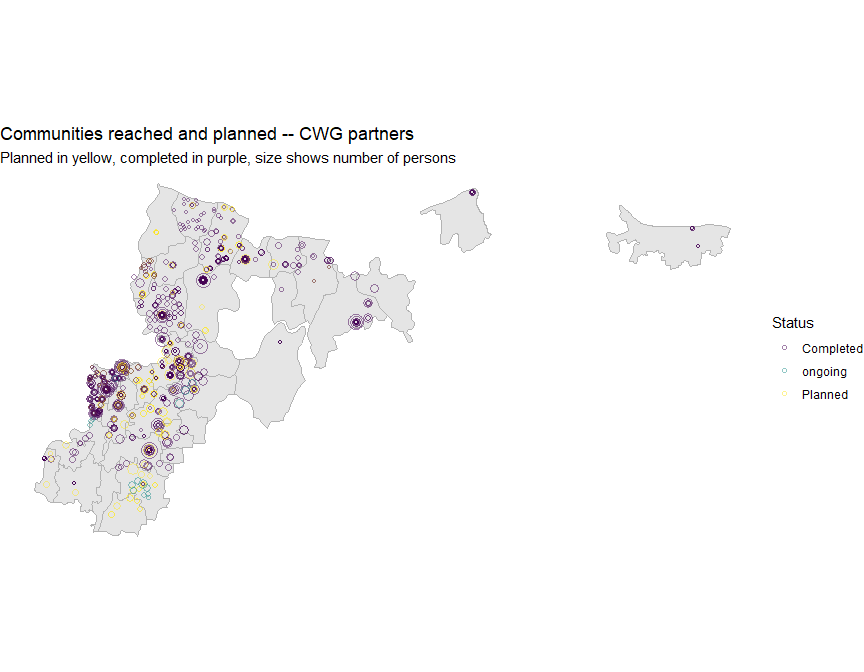 Communities reached and planned -- CWG partners
Planned in yellow, completed in purple, size shows number of persons
Status
Completed
ongoing
Planned